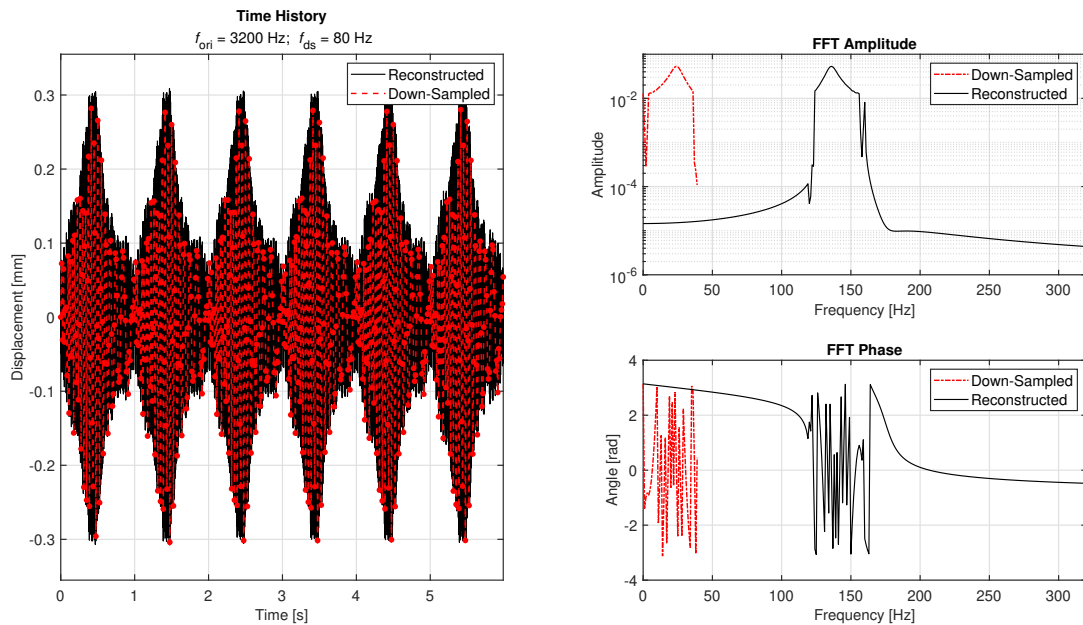 Time History
f_ori = 3200 Hz; f_ds = 80 Hz
Reconstructed
Down-Sampled
0.3
0.2
0.1
0
-0.1
-0.2
-0.3
Displacement [mm]
0 1 2 3 4 5
Time [s]
FFT Amplitude
Down-Sampled
Reconstructed
10^-2
10^-4
10^-6
Amplitude
0 50 100 150 200 250 300
Frequency [Hz]
FFT Phase
Down-Sampled
Reconstructed
4
2
0
-2
-4
Angle [rad]
0 50 100 150 200 250 300
Frequency [Hz]